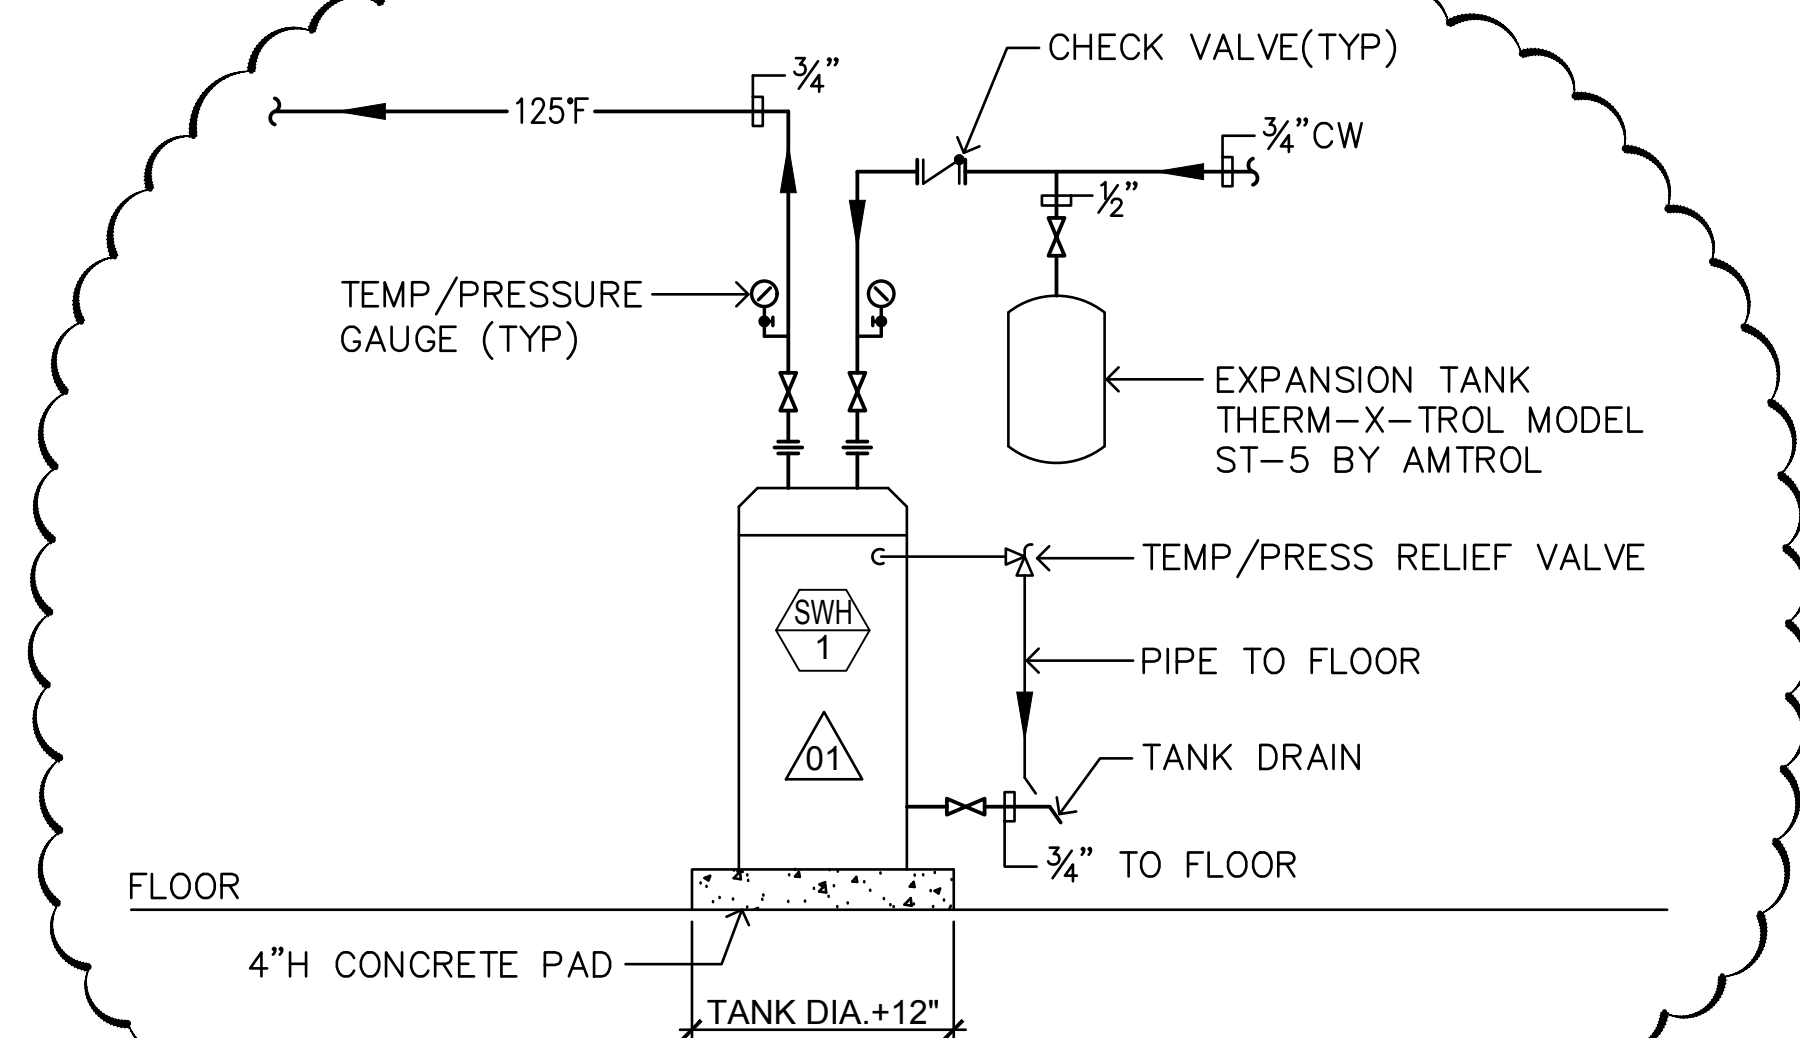 CHECK VALVE(TYP)
3/4"
125°F
3/4"CW
1/2"
TEMP/PRESSURE
GAUGE (TYP)
EXPANSION TANK
THERM-X-TROL MODEL
ST-5 BY AMTROL
TEMP/PRESS RELIEF VALVE
SWH
1
PIPE TO FLOOR
01
TANK DRAIN
3/4" TO FLOOR
FLOOR
4"H CONCRETE PAD
TANK DIA.+12"